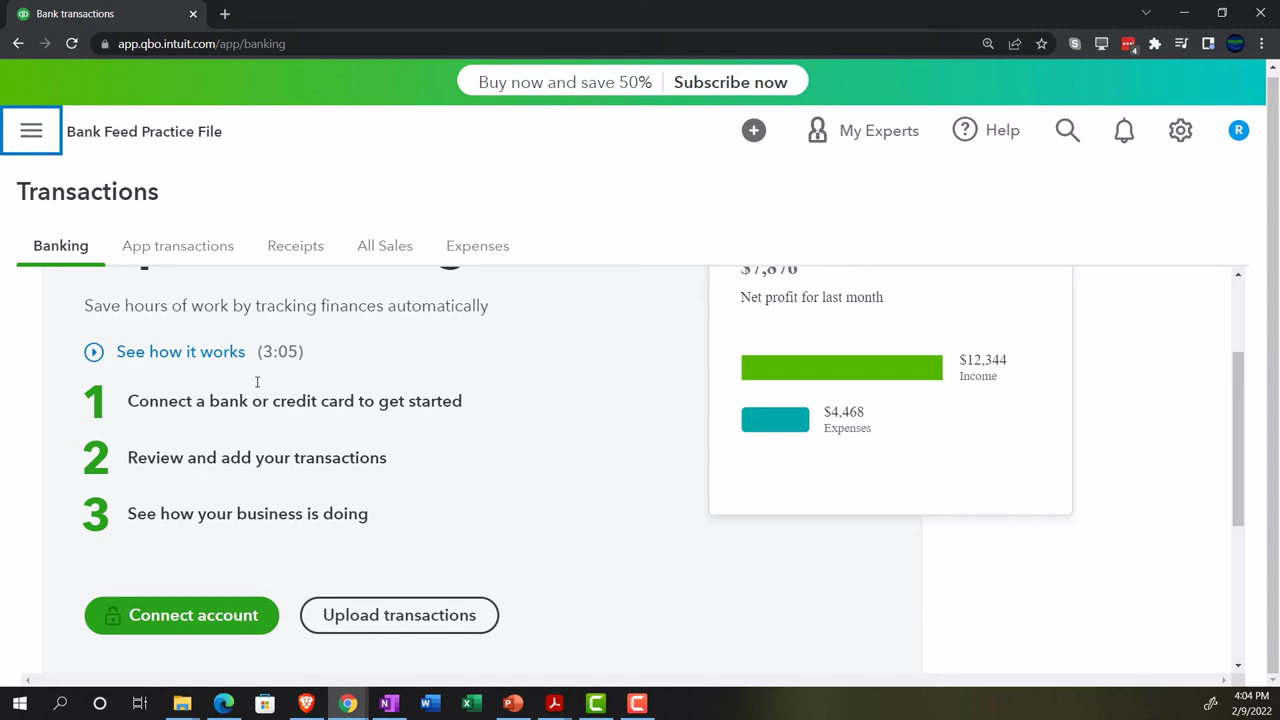 Bank transactions
app.qbo.intuit.com/app/banking
4
Buy now and save 50% Subscribe now
Bank Feed Practice File
My Experts
Help
R
Transactions
Banking
App transactions
Receipts
All Sales
Expenses
$7,876
Save hours of work by tracking finances automatically
Net profit for last month
See how it works (3:05)
$12,344
Income
1 Connect a bank or credit card to get started
$4,468
Expenses
2 Review and add your transactions
3 See how your business is doing
Connect account
Upload transactions
4:04 PM
2/9/2022